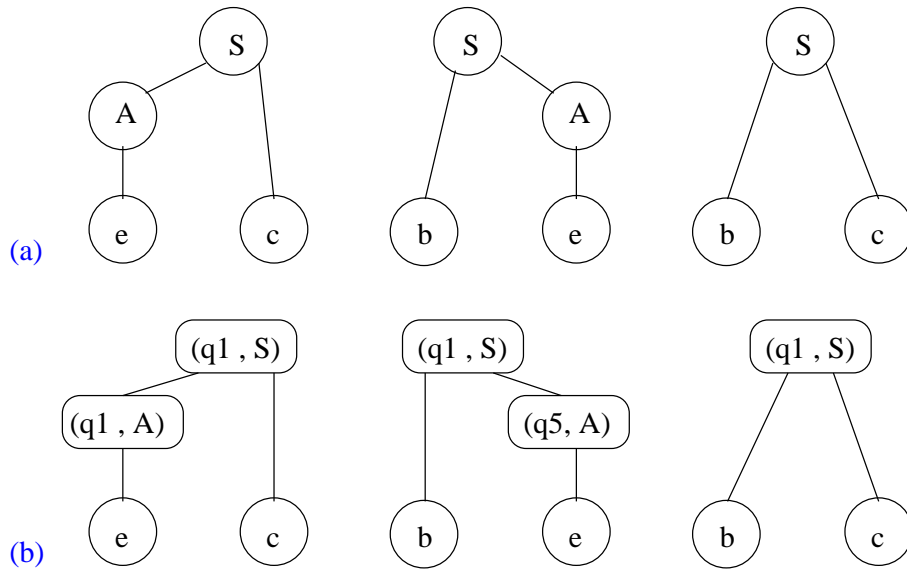 S S S
A A
e c b e b c
(a)
(q1 , S) (q1 , S) (q1 , S)
(q1 , A) (q5, A)
e c b e b c
(b)